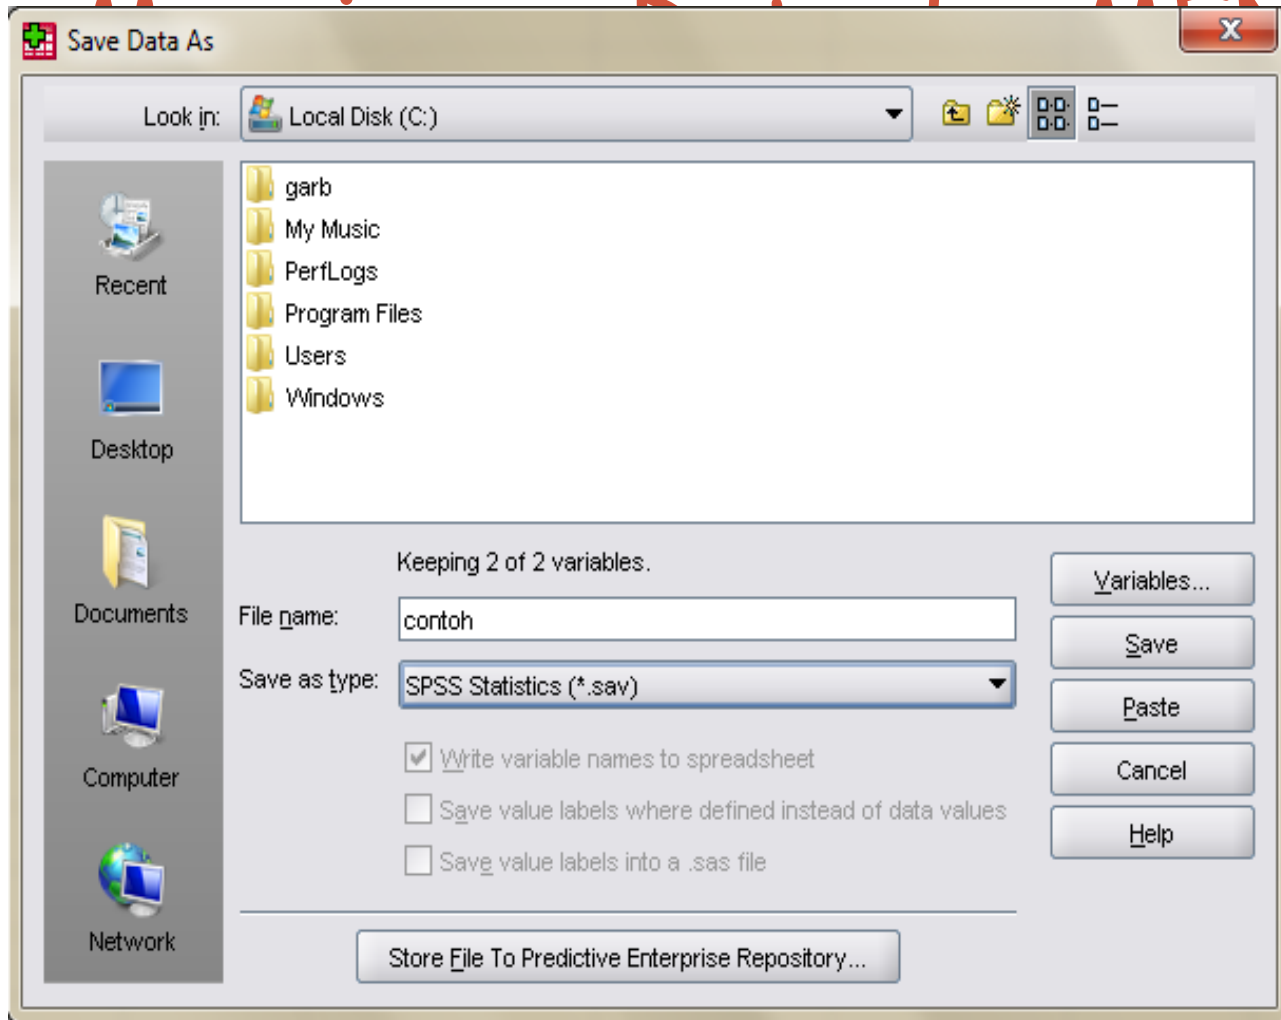 Save Data As
Look in:
Local Disk (C:)
garb
My Music
PerfLogs
Program Files
Users
Windows
Recent
Desktop
Documents
Computer
Network
Keeping 2 of 2 variables.
File name:
contoh
Save as type:
SPSS Statistics (*.sav)
Write variable names to spreadsheet
Save value labels where defined instead of data values
Save value labels into a .sas file
Variables...
Save
Paste
Cancel
Help
Store File To Predictive Enterprise Repository...